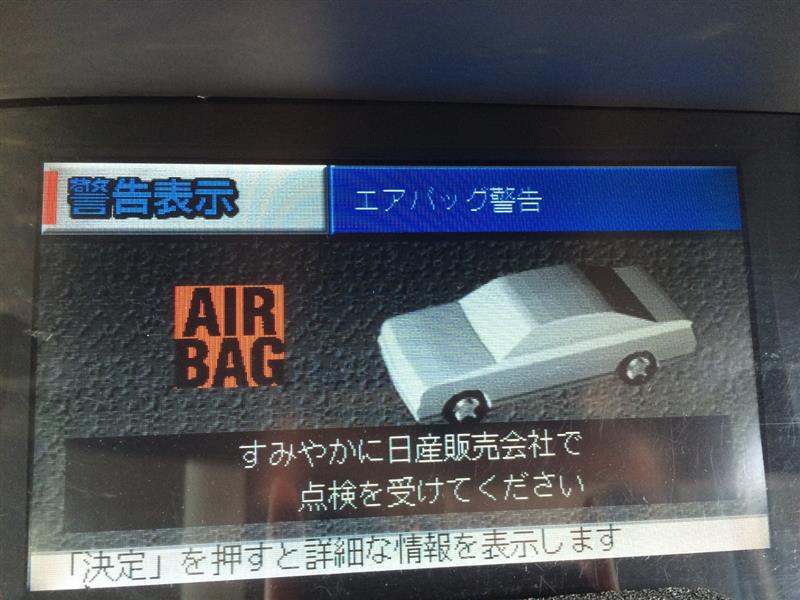 警告表示
エアバッグ警告
AIR
BAG
すみやかに日産販売会社で
点検を受けてください
「決定」を押すと詳細な情報を表示します